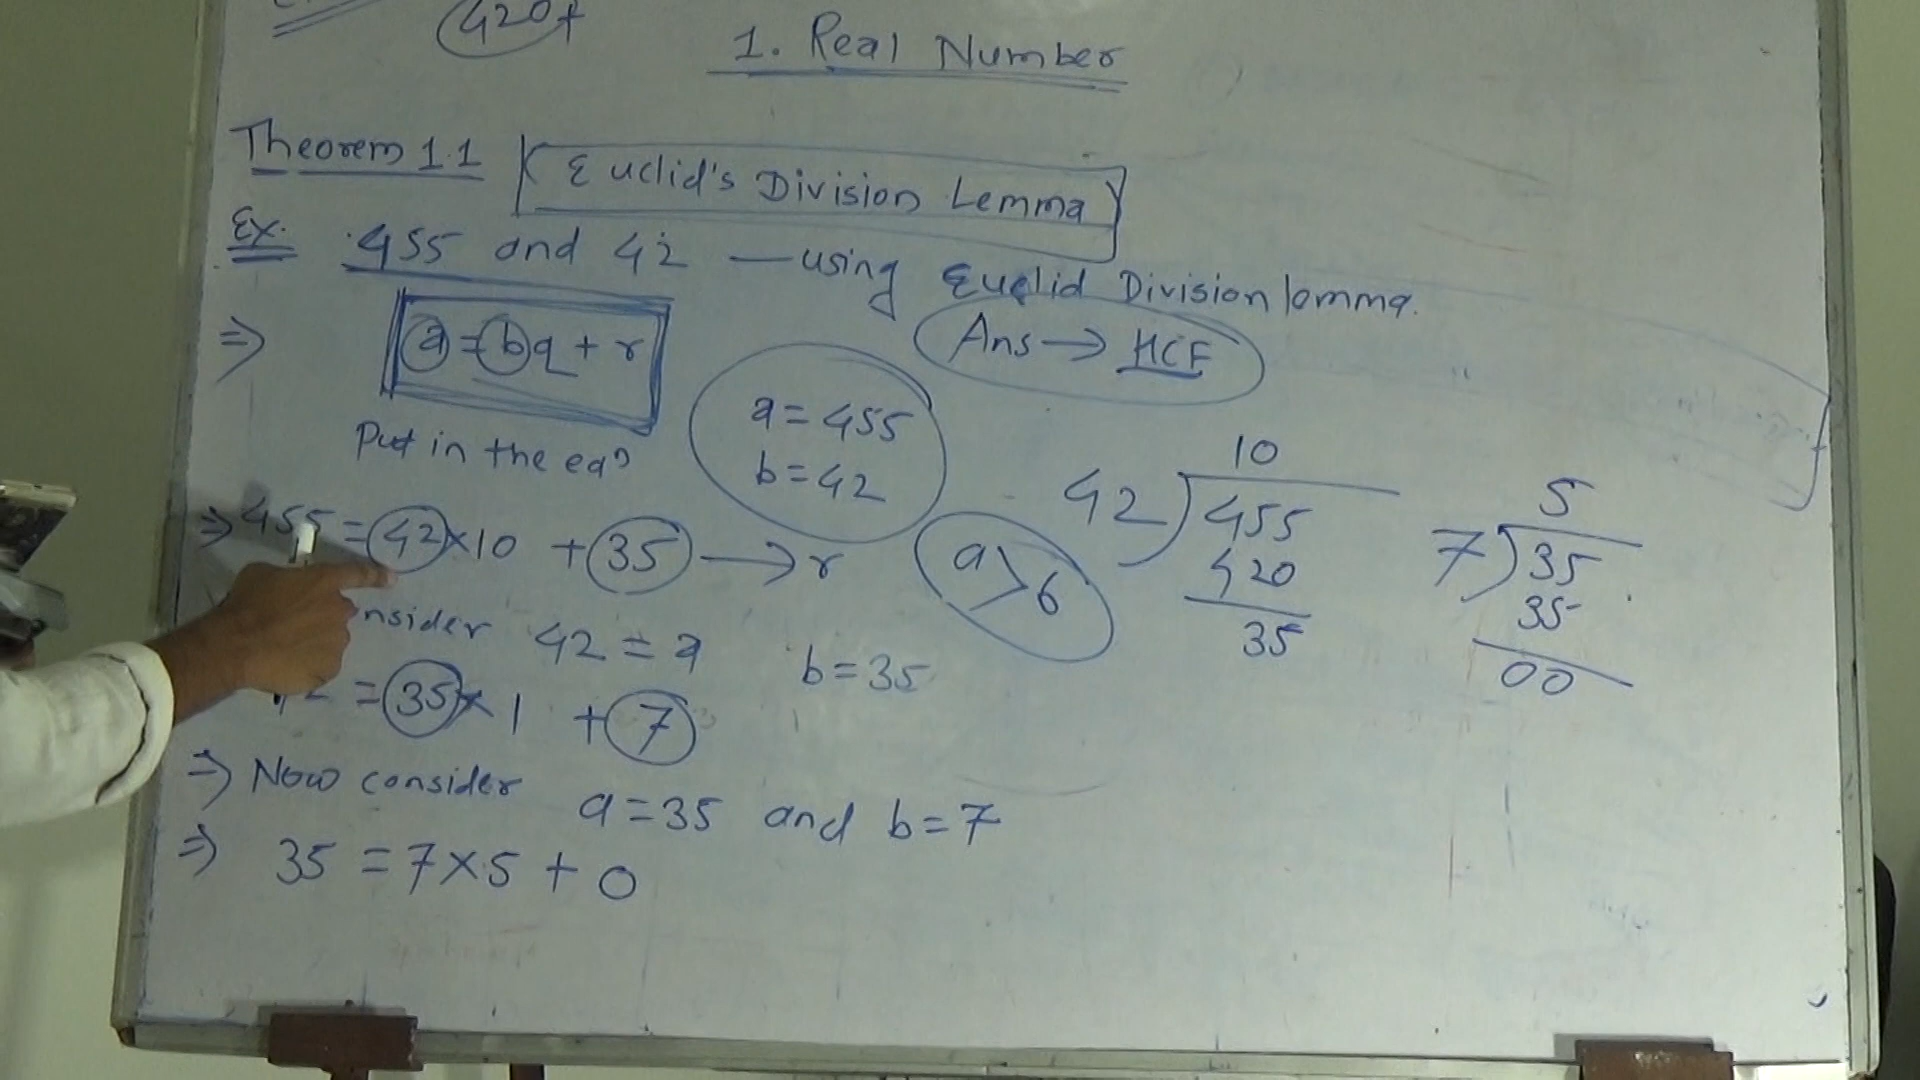 420+
1. Real Number
Theorem 1.1 Euclid's Division Lemma
Ex. 455 and 42 — using Euclid Division lemma.
⇒ a = bq + r
Ans → HCF
a = 455
b = 42
Put in the eqn
⇒ 455 = 42 × 10 + 35 → r
a > b
10
42 ) 455
420
35
5
7 ) 35
35
00
42 = a b = 35
= 35 × 1 + 7
⇒ Now consider a = 35 and b = 7
⇒ 35 = 7 × 5 + 0